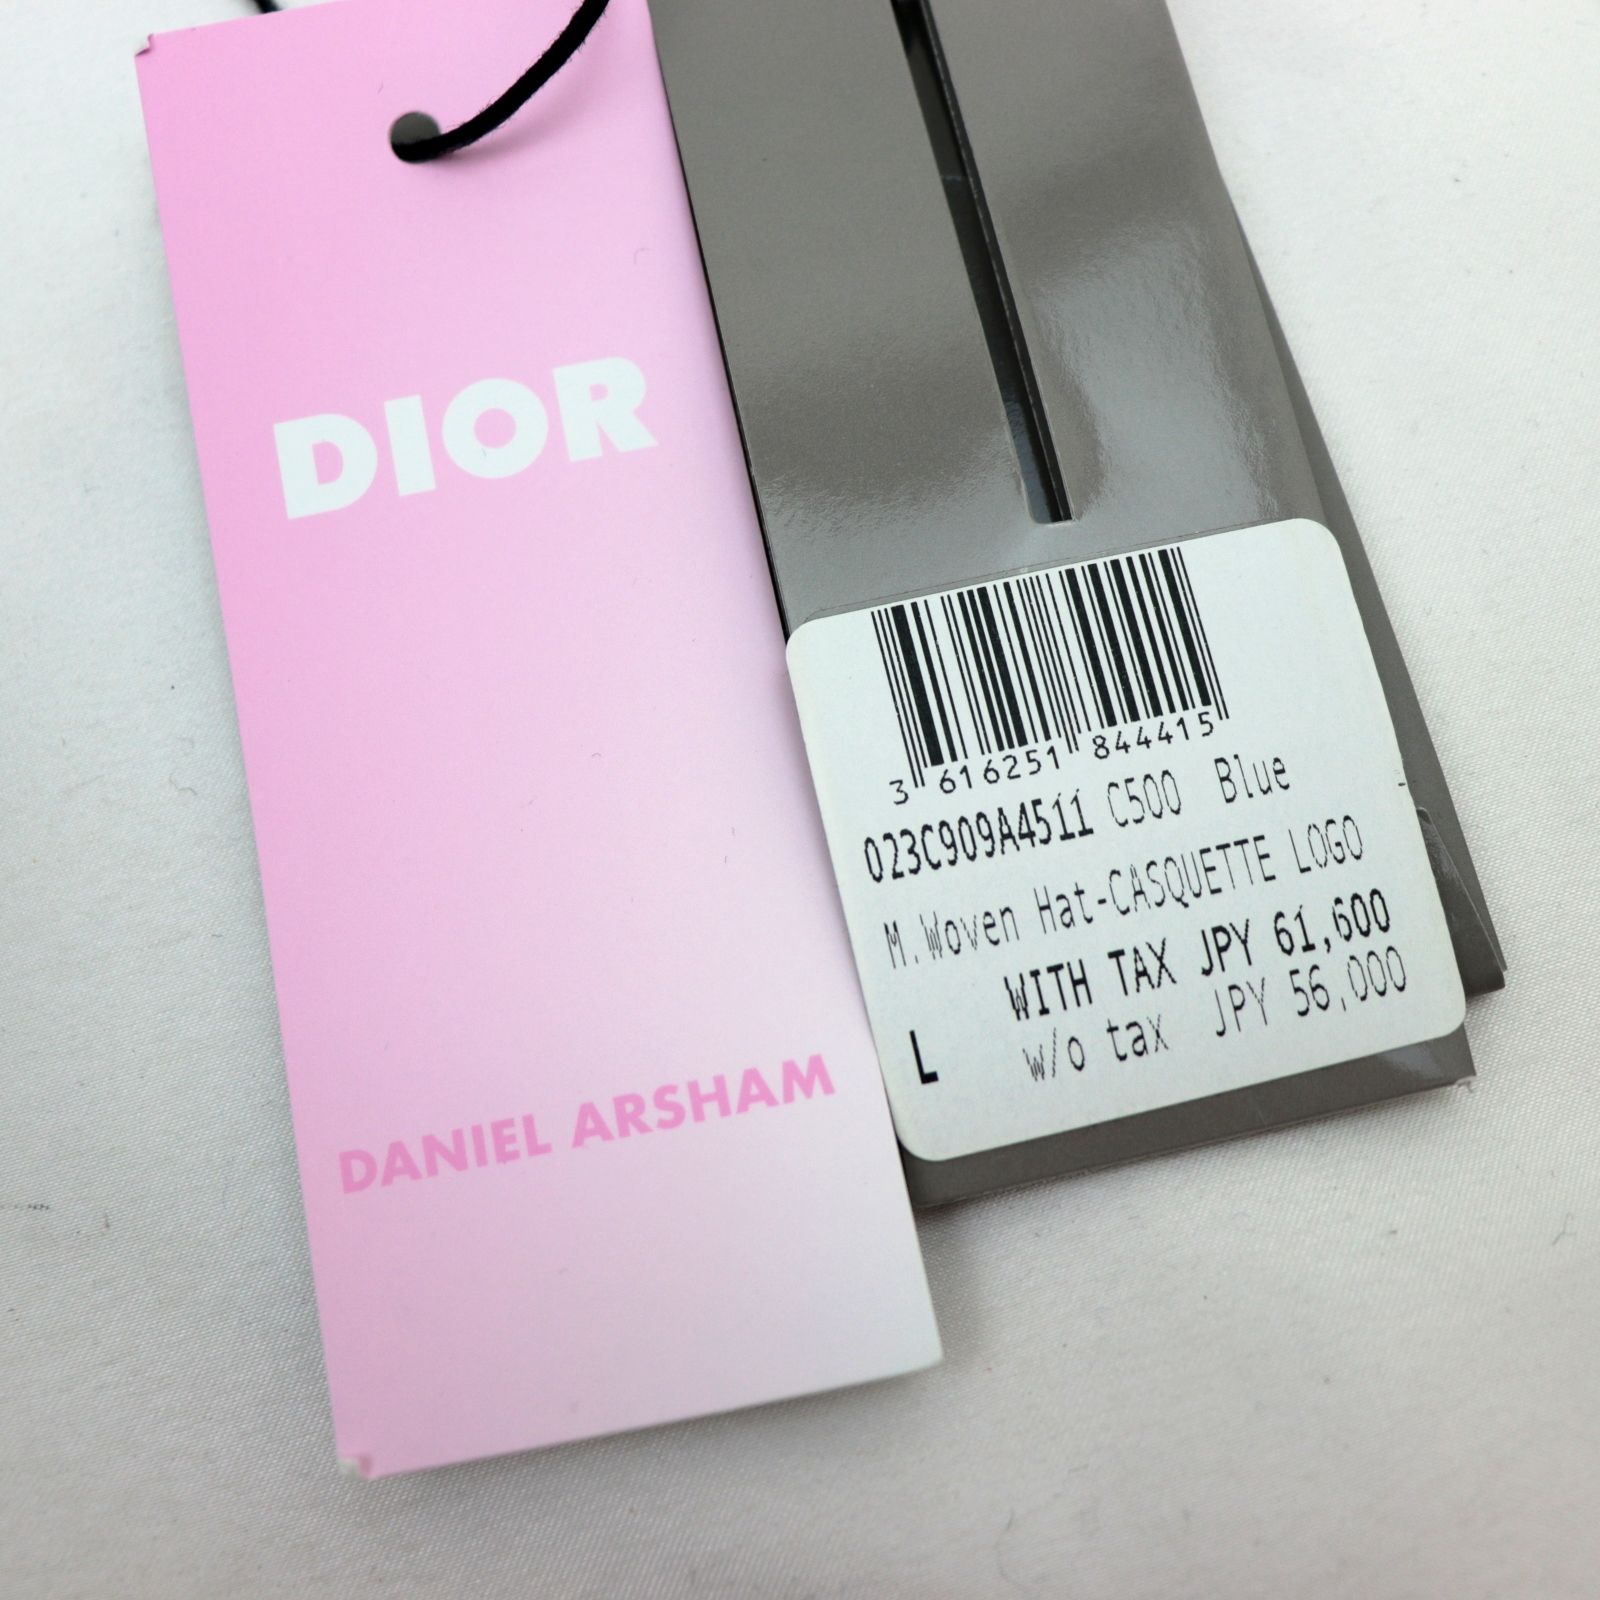 DIOR
DANIEL ARSHAM
3 616251 844415
023C909A4511 C500 Blue
M.Woven Hat-CASQUETTE LOGO
WITH TAX JPY 61,600
L w/o tax JPY 56,000